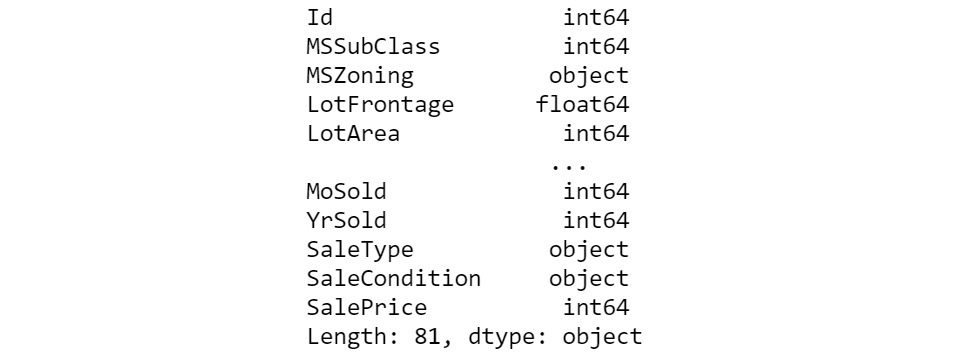 Id int64
MSSubClass int64
MSZoning object
LotFrontage float64
LotArea int64
...
MoSold int64
YrSold int64
SaleType object
SaleCondition object
SalePrice int64
Length: 81, dtype: object